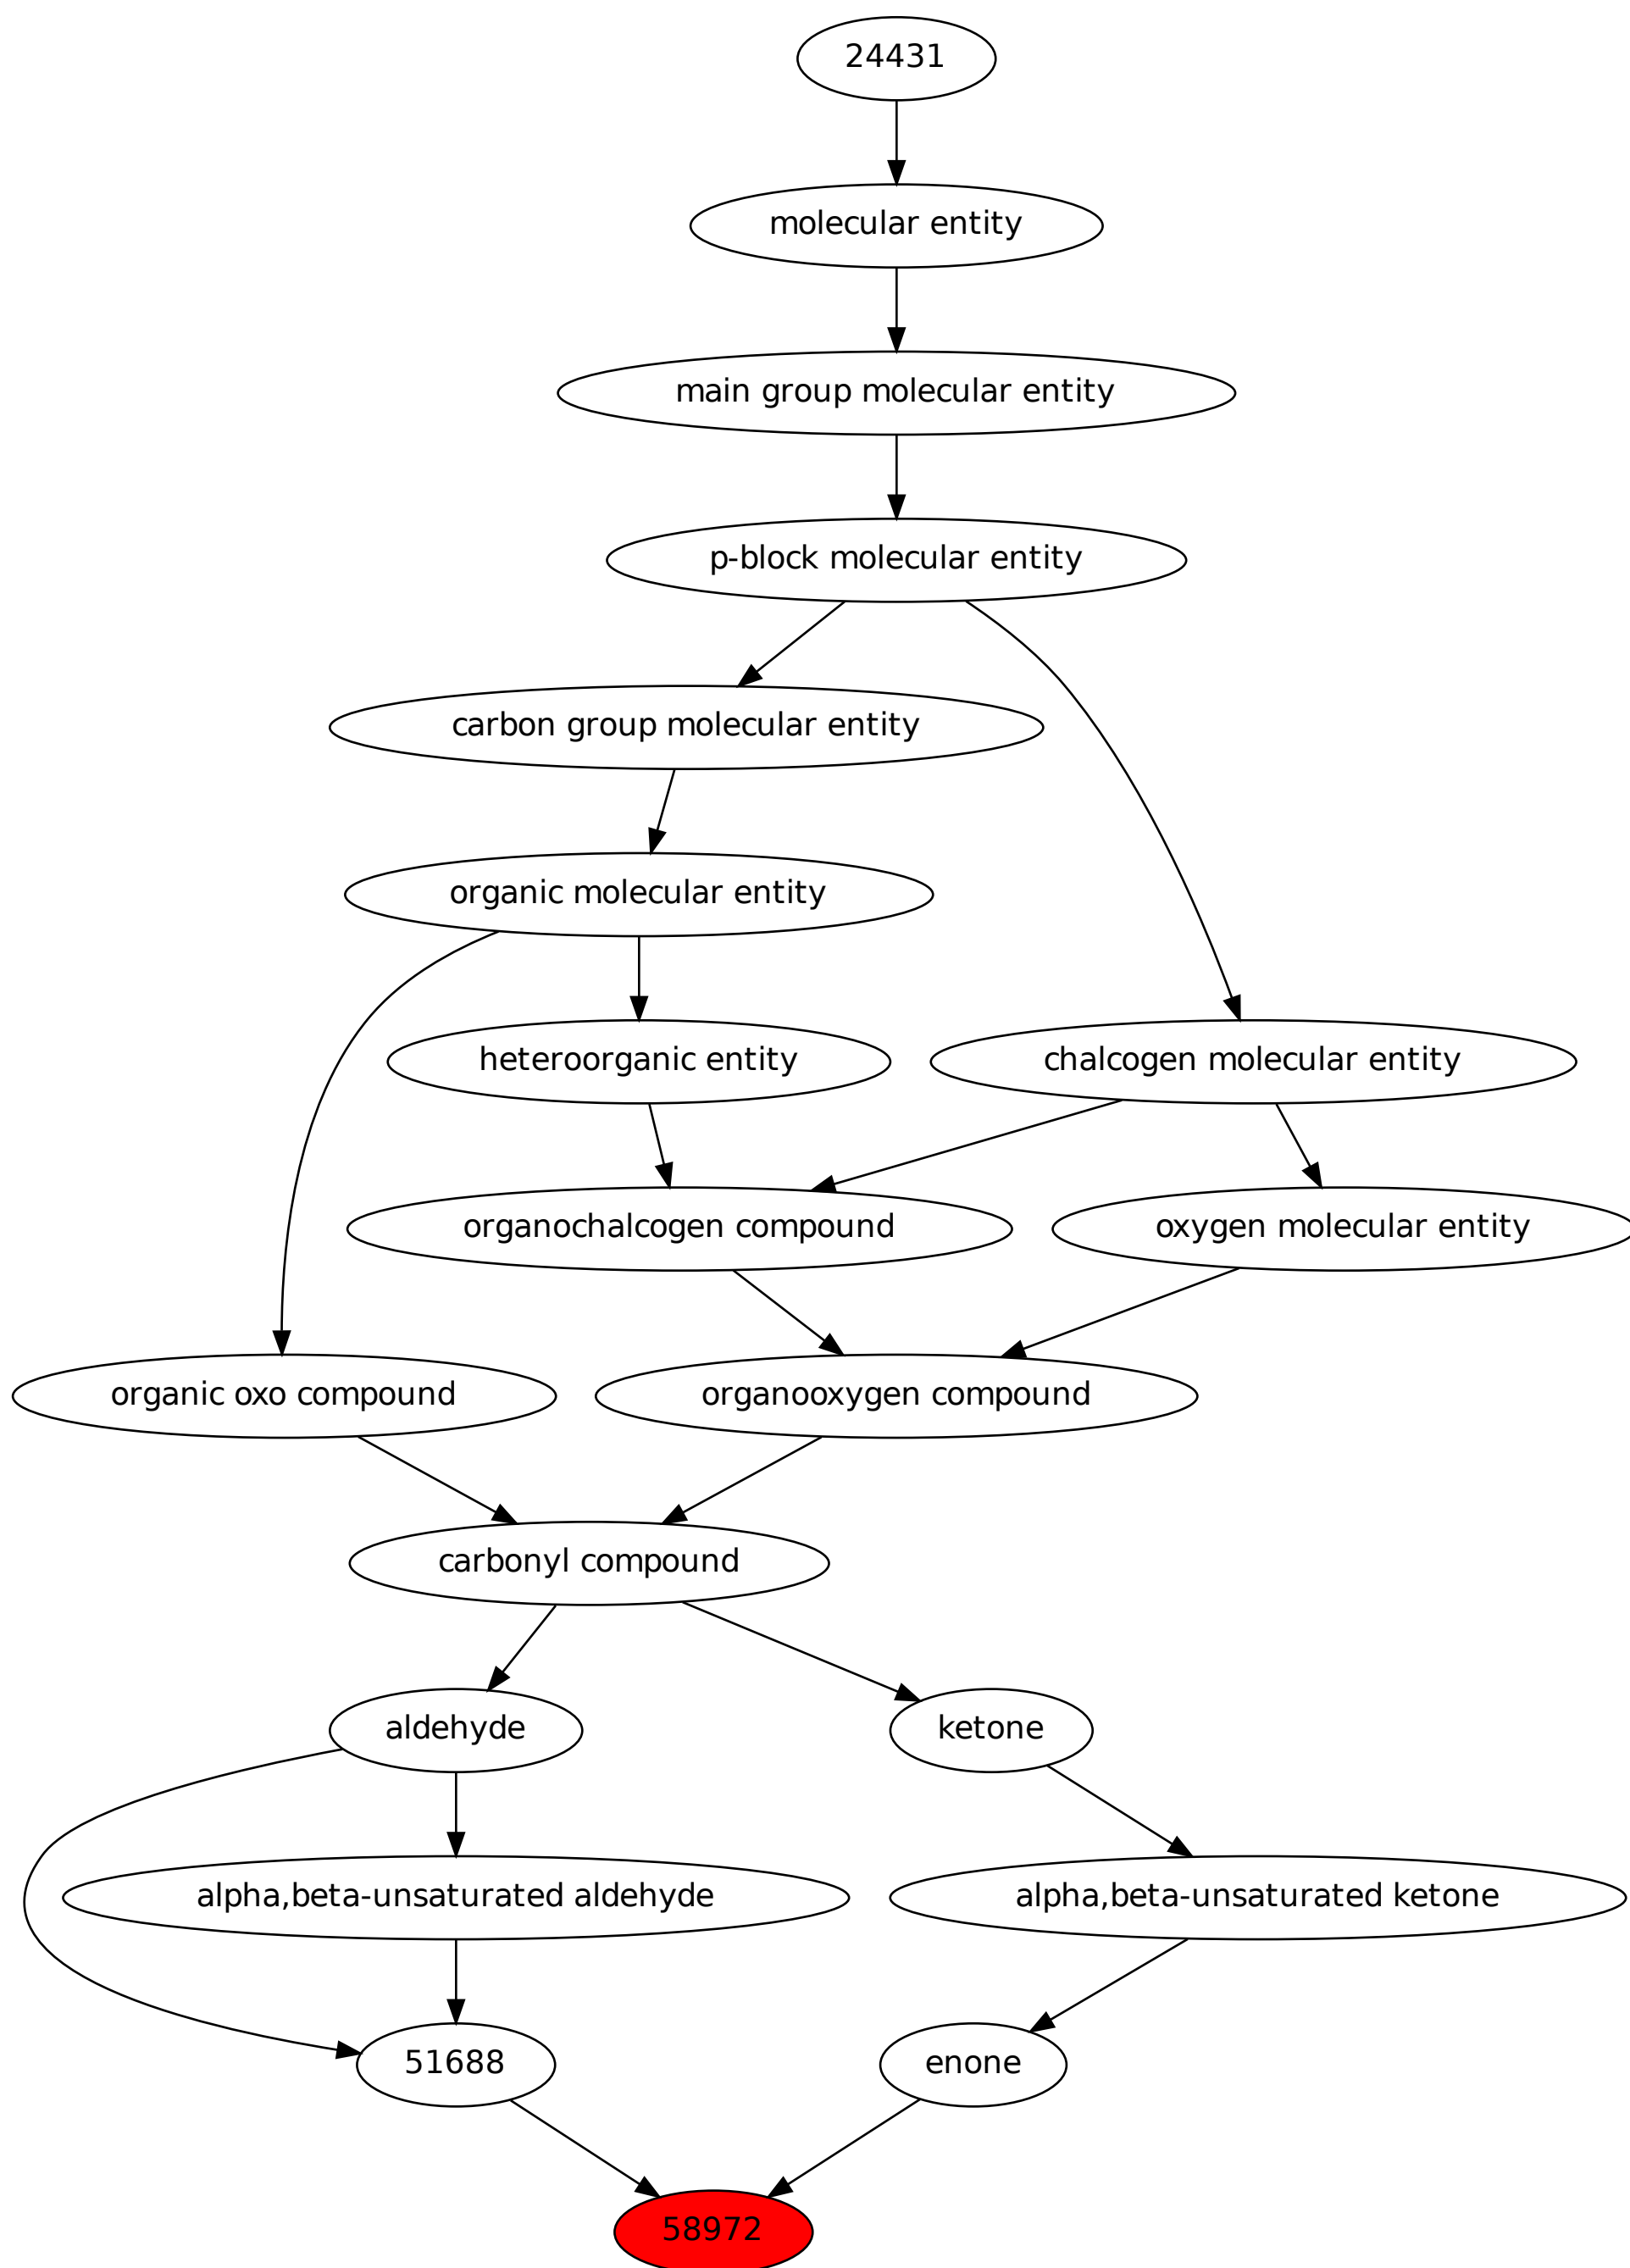 24431
molecular entity
main group molecular entity
p-block molecular entity
carbon group molecular entity
organic molecular entity
heteroorganic entity
chalcogen molecular entity
organochalcogen compound
oxygen molecular entity
organic oxo compound
organooxygen compound
carbonyl compound
aldehyde
ketone
alpha,beta-unsaturated aldehyde
alpha,beta-unsaturated ketone
51688
enone
58972